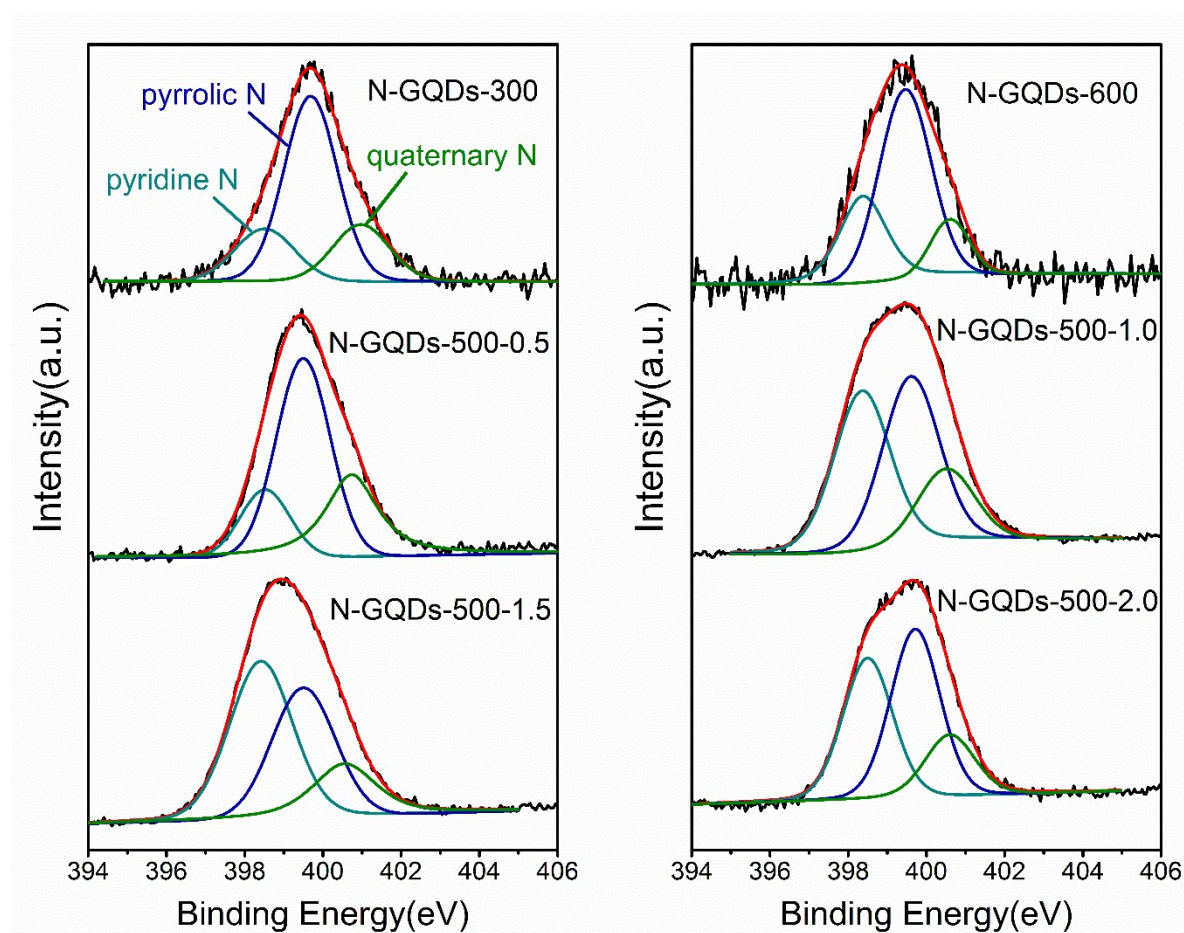 N-GQDs-300
pyrrolic N
quaternary N
pyridine N
N-GQDs-500-0.5
N-GQDs-500-1.5
Intensity(a.u.)
394 396 398 400 402 404 406
Binding Energy(eV)
N-GQDs-600
N-GQDs-500-1.0
N-GQDs-500-2.0
Intensity(a.u.)
394 396 398 400 402 404 406
Binding Energy(eV)